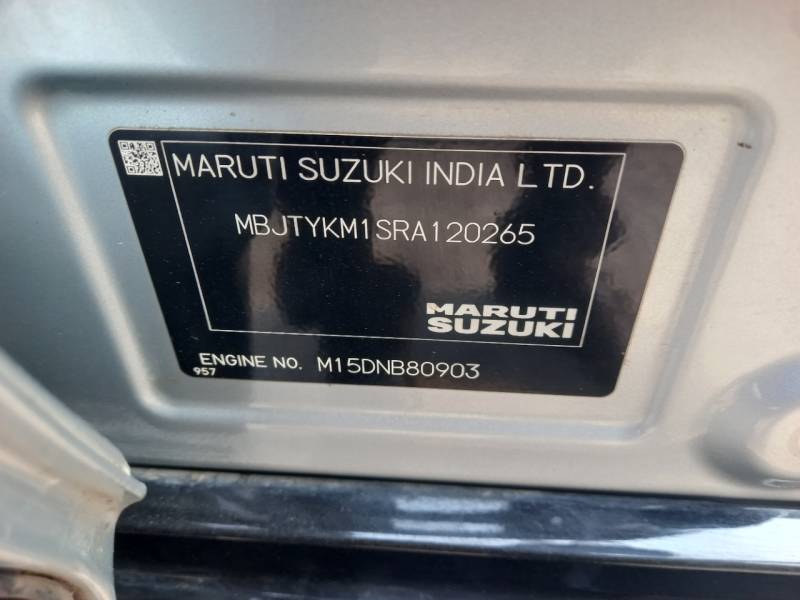 MARUTI SUZUKI INDIA LTD.
MBJTYKM1SRA120265
MARUTI
SUZUKI
ENGINE NO. M15DNB80903
957